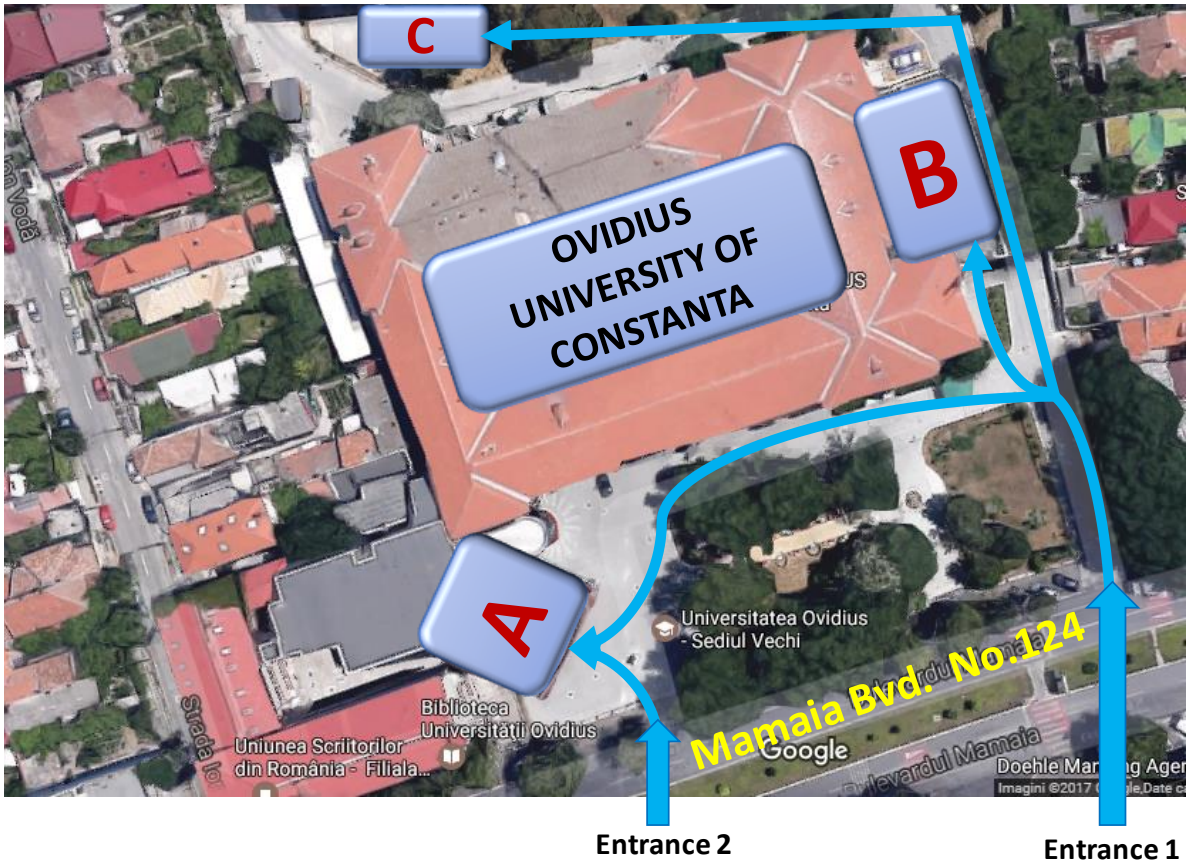 C
B
OVIDIUS
UNIVERSITY OF
CONSTANTA
A
Universitatea Ovidius
- Sediul Vechi
Mamaia Bvd. No.124
Biblioteca
Universității Ovidius
Uniunea Scriitorilor
din România - Filiala...
Strada
Google
Bulevardul Mamaia
Imagini ©2017
Entrance 2
Entrance 1